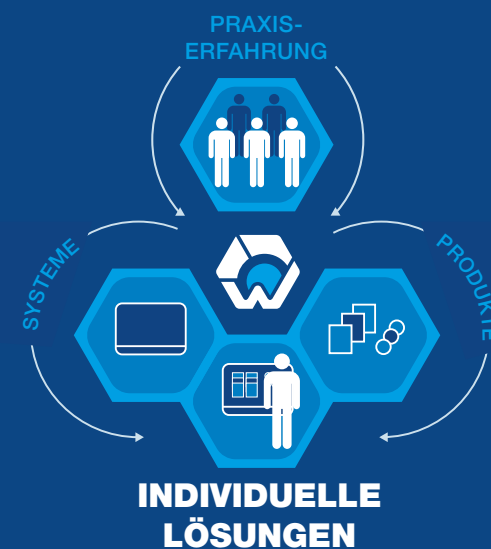 PRAXIS-
ERFAHRUNG
SYSTEME
PRODUKTE
INDIVIDUELLE
LÖSUNGEN